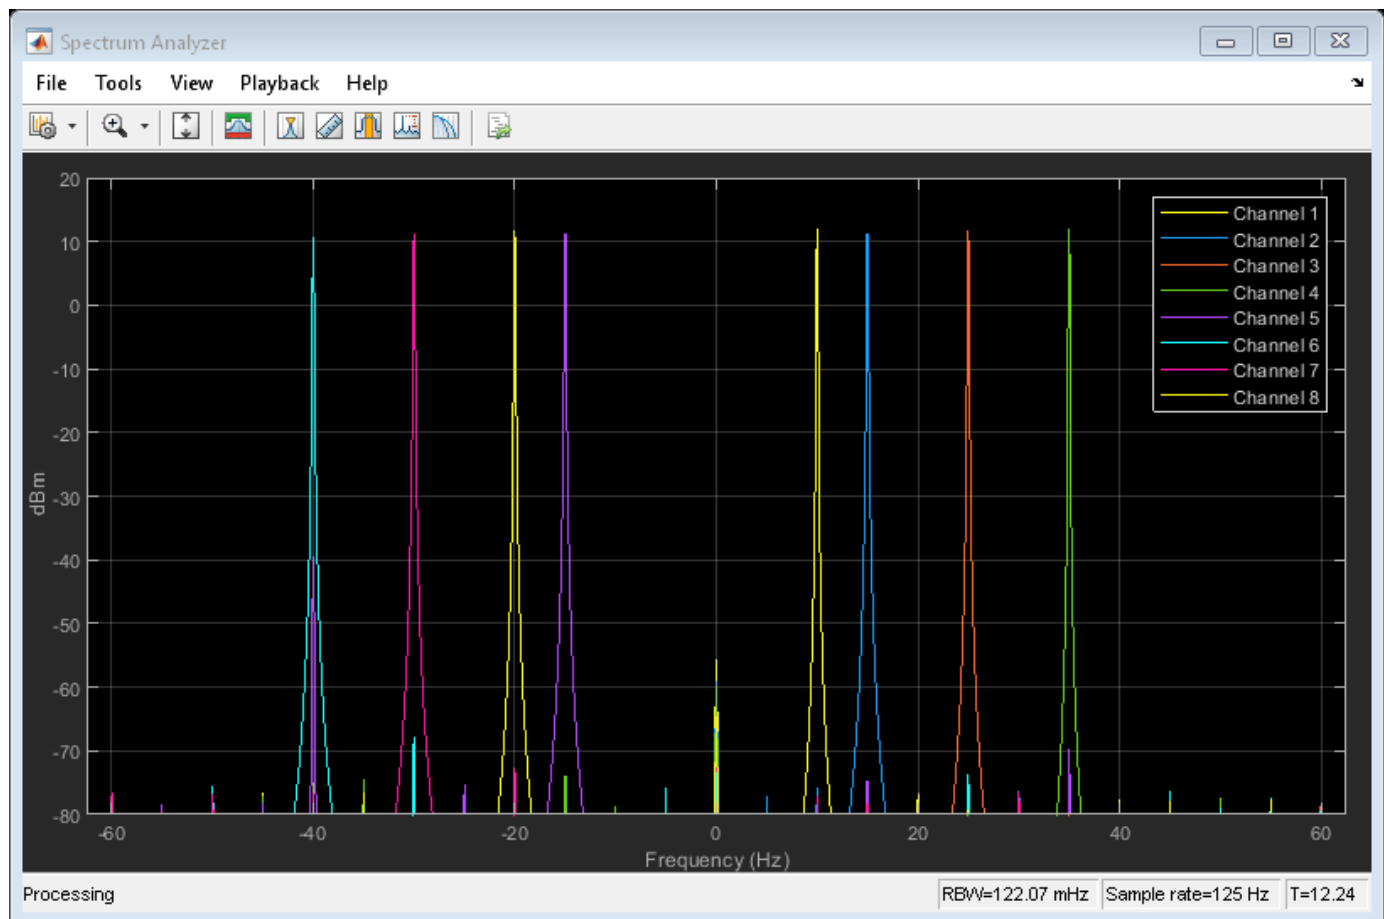 Spectrum Analyzer
File Tools View Playback Help
20
10
0
-10
-20
-30
-40
-50
-60
-70
-80
dBm
Channel 1
Channel 2
Channel 3
Channel 4
Channel 5
Channel 6
Channel 7
Channel 8
-60 -40 -20 0 20 40 60
Frequency (Hz)
Processing RBW=122.07 mHz Sample rate=125 Hz T=12.24